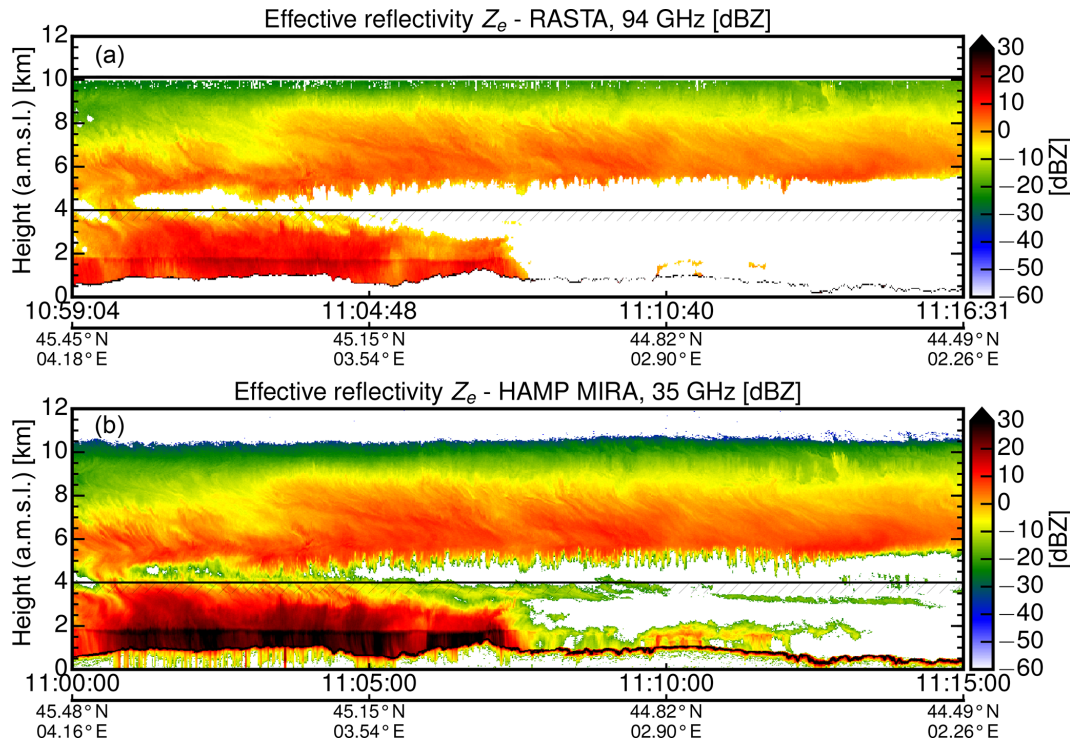 Effective reflectivity Zₑ - RASTA, 94 GHz [dBZ]
(a)
Height (a.m.s.l.) [km]
12
10
8
6
4
2
0
10:59:04 11:04:48 11:10:40 11:16:31
45.45°N 45.15°N 44.82°N 44.49°N
04.18°E 03.54°E 02.90°E 02.26°E
30
20
10
0
−10
−20
−30
−40
−50
−60
[dBZ]
Effective reflectivity Zₑ - HAMP MIRA, 35 GHz [dBZ]
(b)
Height (a.m.s.l.) [km]
12
10
8
6
4
2
0
11:00:00 11:05:00 11:10:00 11:15:00
45.48°N 45.15°N 44.82°N 44.49°N
04.16°E 03.54°E 02.90°E 02.26°E
30
20
10
0
−10
−20
−30
−40
−50
−60
[dBZ]